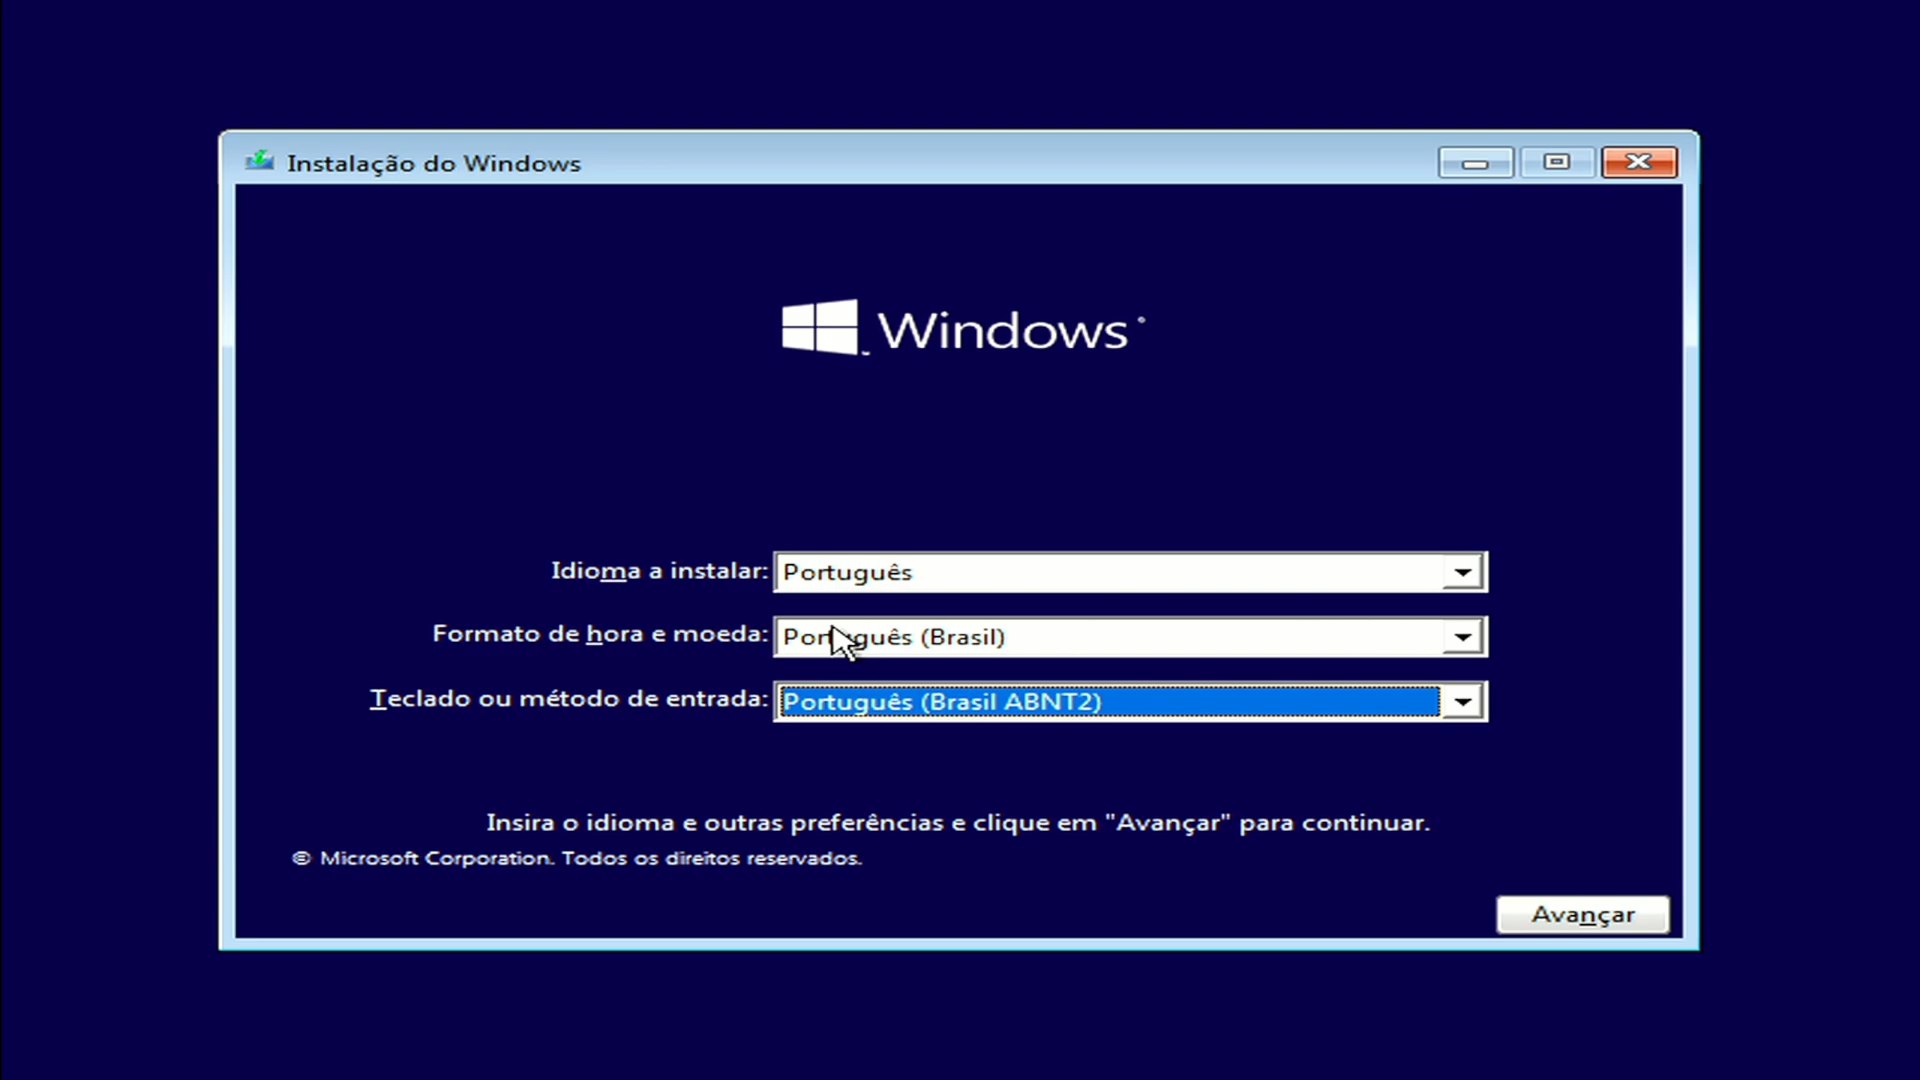 Instalação do Windows
Windows
Idioma a instalar: Português
Formato de hora e moeda: Português (Brasil)
Teclado ou método de entrada: Português (Brasil ABNT2)
Insira o idioma e outras preferências e clique em "Avançar" para continuar.
© Microsoft Corporation. Todos os direitos reservados.
Avançar